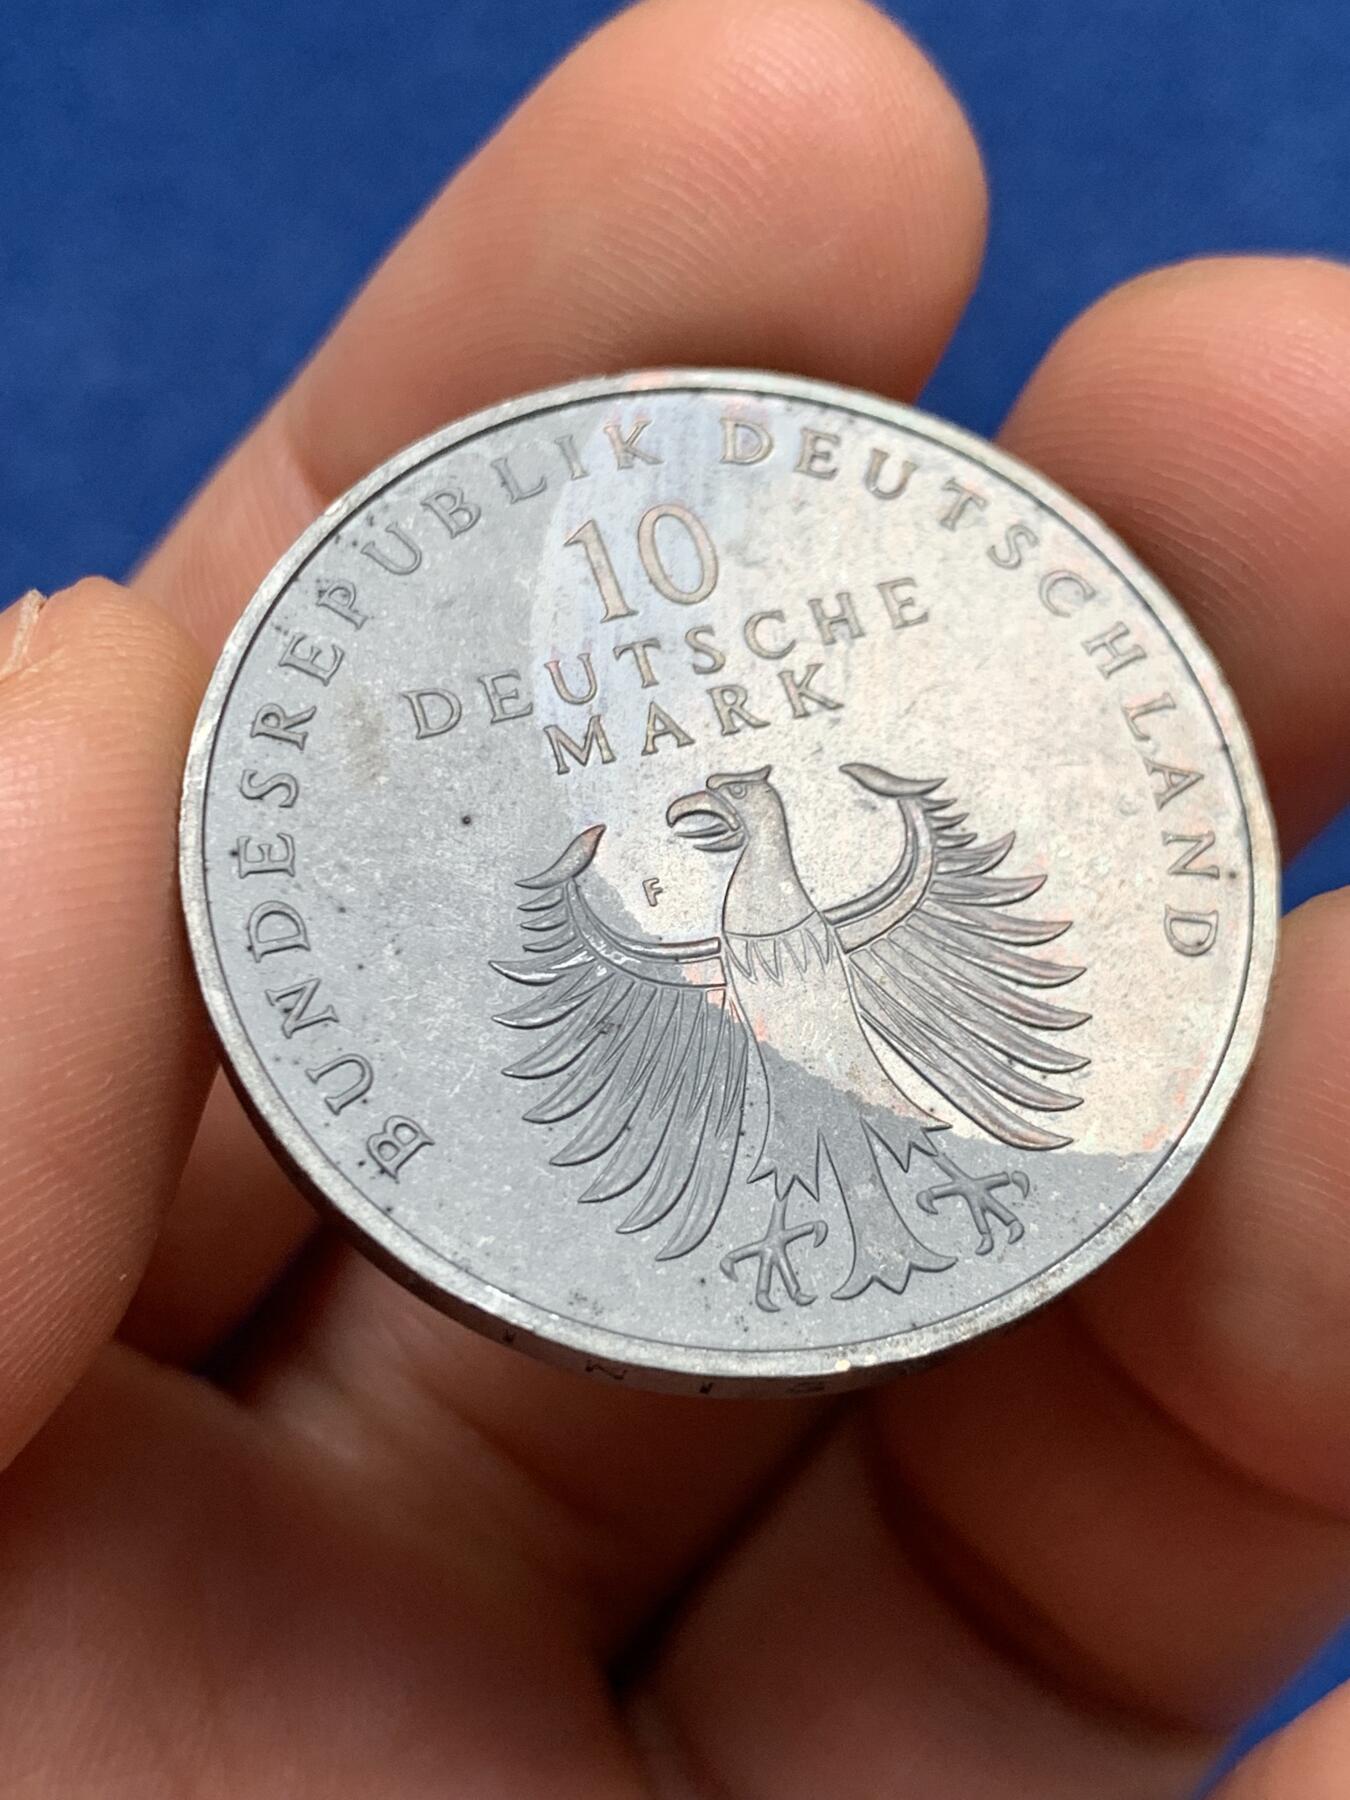 BUNDESREPUBLIK DEUTSCHLAND
10
DEUTSCHE
MARK
F